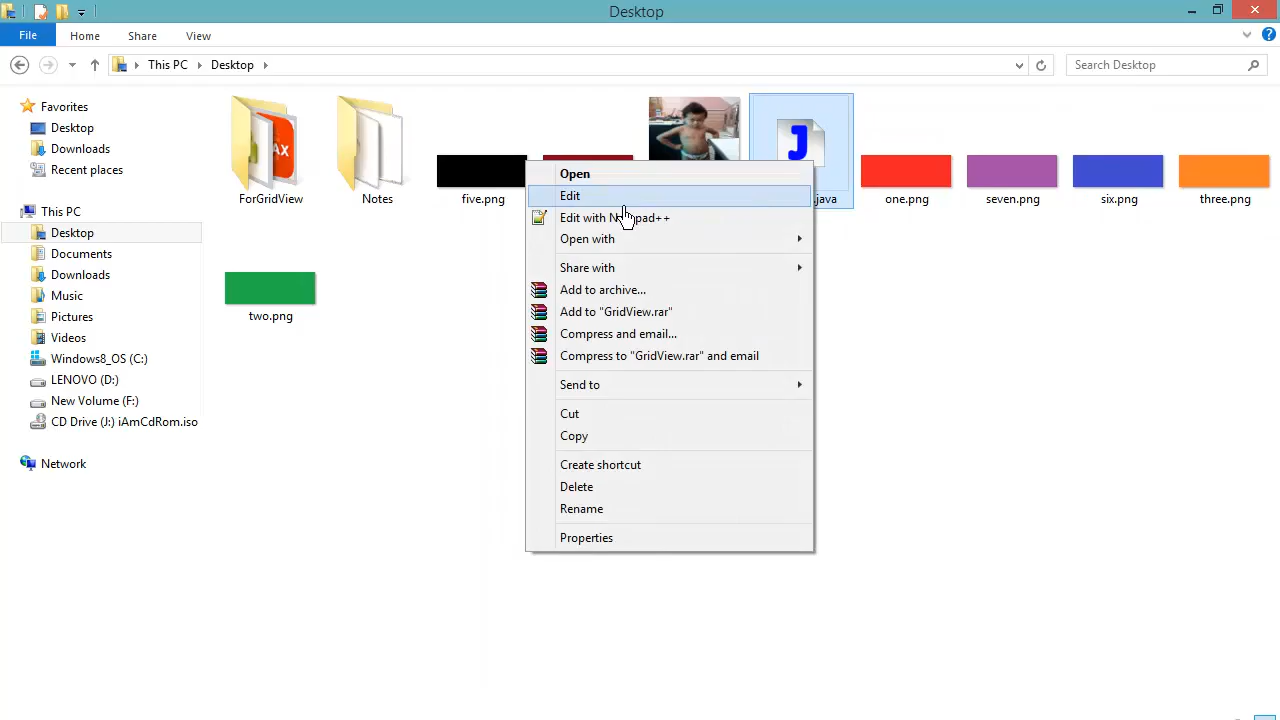 Desktop
File
Home
Share
View
This PC
Desktop
Search Desktop
Favorites
Desktop
Downloads
Recent places
This PC
Desktop
Documents
Downloads
Music
Pictures
Videos
Windows8_OS (C:)
LENOVO (D:)
New Volume (F:)
CD Drive (J:) iAmCdRom.iso
Network
AX
J
ForGridView
Notes
five.png
.java
one.png
seven.png
six.png
three.png
two.png
Open
Edit
Edit with Notepad++
Open with
Share with
Add to archive...
Add to "GridView.rar"
Compress and email...
Compress to "GridView.rar" and email
Send to
Cut
Copy
Create shortcut
Delete
Rename
Properties